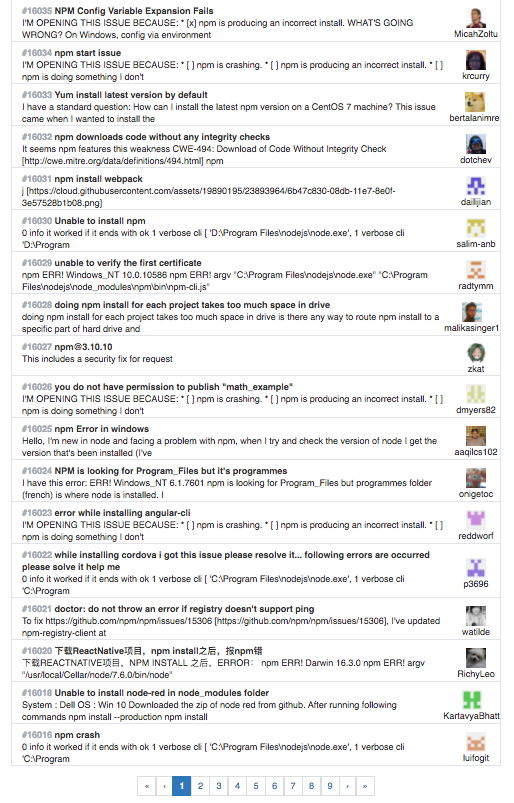 #16035 NPM Config Variable Expansion Fails
I'M OPENING THIS ISSUE BECAUSE: * [x] npm is producing an incorrect install. WHAT'S GOING
WRONG? On Windows, config via environment
MicahZoltu
#16034 npm start issue
I'M OPENING THIS ISSUE BECAUSE: * [ ] npm is crashing. * [ ] npm is producing an incorrect install. * [ ]
npm is doing something I don't
krcurry
#16033 Yum install latest version by default
I have a standard question: How can I install the latest npm version on a CentOS 7 machine? This issue
came when I wanted to install the
bertalanimre
#16032 npm downloads code without any integrity checks
It seems npm features this weakness CWE-494: Download of Code Without Integrity Check
[http://cwe.mitre.org/data/definitions/494.html] npm
dotchev
#16031 npm install webpack
j [https://cloud.githubusercontent.com/assets/19890195/23893964/6b47c830-08db-11e7-8e0f-
3e57528b1b08.png]
dailijian
#16030 Unable to install npm
0 info it worked if it ends with ok 1 verbose cli [ 'D:\Program Files\nodejs\node.exe', 1 verbose cli
'D:\Program
salim-anb
#16029 unable to verify the first certificate
npm ERR! Windows_NT 10.0.10586 npm ERR! argv "C:\Program Files\nodejs\node.exe" "C:\Program
Files\nodejs\node_modules\npm\bin\npm-cli.js"
radtymm
#16028 doing npm install for each project takes too much space in drive
doing npm install for each project takes too much space in drive is there any way to route npm install to a
specific part of hard drive and
malikasinger1
#16027 npm@3.10.10
This includes a security fix for request
zkat
#16026 you do not have permission to publish "math_example"
I'M OPENING THIS ISSUE BECAUSE: * [ ] npm is crashing. * [ ] npm is producing an incorrect install. * [ ]
npm is doing something I don't
dmyers82
#16025 npm Error in windows
Hello, I'm new in node and facing a problem with npm, when I try and check the version of node I get the
version that's been installed (I've
aaqilcs102
#16024 NPM is looking for Program_Files but it's programmes
I have this error: ERR! Windows_NT 6.1.7601 npm is looking for Program_Files but programmes folder
(french) is where node is installed. I
onigetoc
#16023 error while installing angular-cli
I'M OPENING THIS ISSUE BECAUSE: * [ ] npm is crashing. * [ ] npm is producing an incorrect install. * [ ]
npm is doing something I don't
reddworf
#16022 while installing cordova i got this issue please resolve it... following errors are occurred
please solve it help me
0 info it worked if it ends with ok 1 verbose cli [ 'C:\Program Files\nodejs\node.exe', 1 verbose cli
'C:\Program
p3696
#16021 doctor: do not throw an error if registry doesn't support ping
To fix https://github.com/npm/npm/issues/15306 [https://github.com/npm/npm/issues/15306], I've updated
npm-registry-client at
watilde
#16020 下载ReactNative项目，npm install之后，报npm错
下载REACTNATIVE项目，NPM INSTALL 之后，ERROR： npm ERR! Darwin 16.3.0 npm ERR! argv
"/usr/local/Cellar/node/7.6.0/bin/node"
RichyLeo
#16018 Unable to install node-red in node_modules folder
System : Dell OS : Win 10 Downloaded the zip of node red from github. After running following
commands npm install --production npm install
KartavyaBhatt
#16016 npm crash
0 info it worked if it ends with ok 1 verbose cli [ 'C:\Program Files\nodejs\node.exe', 1 verbose cli
'C:\Program
luifogit
« ‹ 1 2 3 4 5 6 7 8 9 › »